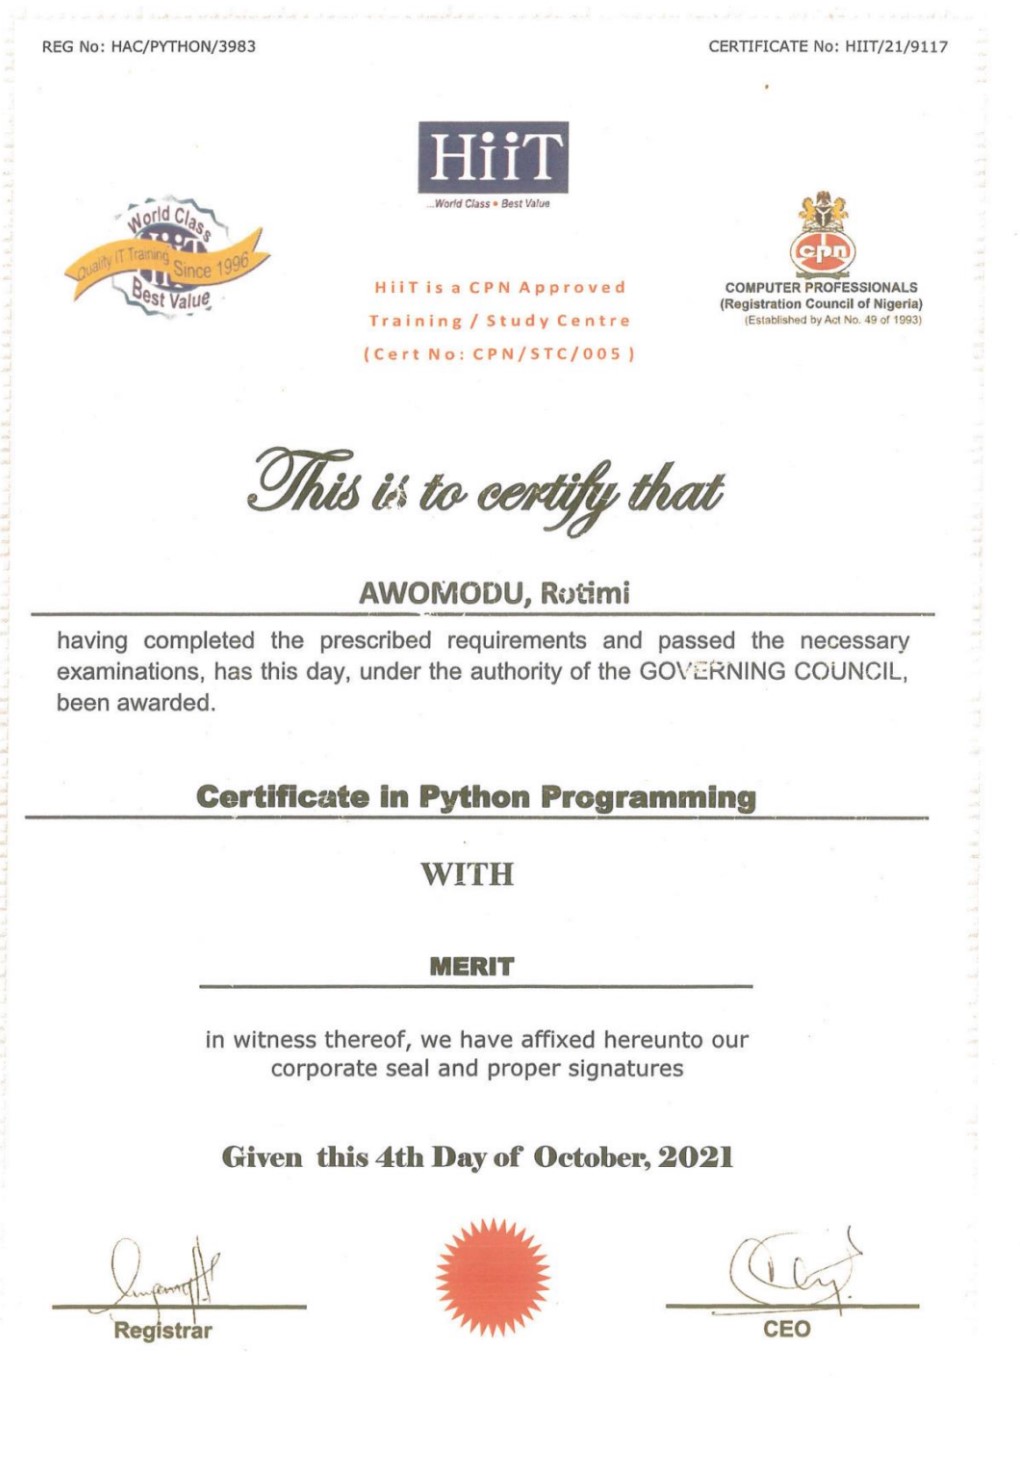 REG No: HAC/PYTHON/3983
CERTIFICATE No: HIIT/21/9117
HiiT
...World Class • Best Value
World Class
HiiT
Quality IT Training Since 1996
Best Value
cpn
COMPUTER PROFESSIONALS
(Registration Council of Nigeria)
(Established by Act No. 49 of 1993)
HiiT is a CPN Approved
Training / Study Centre
(Cert No: CPN/STC/005 )
This is to certify that
AWOMODU, Rotimi
having completed the prescribed requirements and passed the necessary
examinations, has this day, under the authority of the GOVERNING COUNCIL,
been awarded.
Certificate in Python Programming
WITH
MERIT
in witness thereof, we have affixed hereunto our
corporate seal and proper signatures
Given this 4th Day of October, 2021
Registrar
CEO